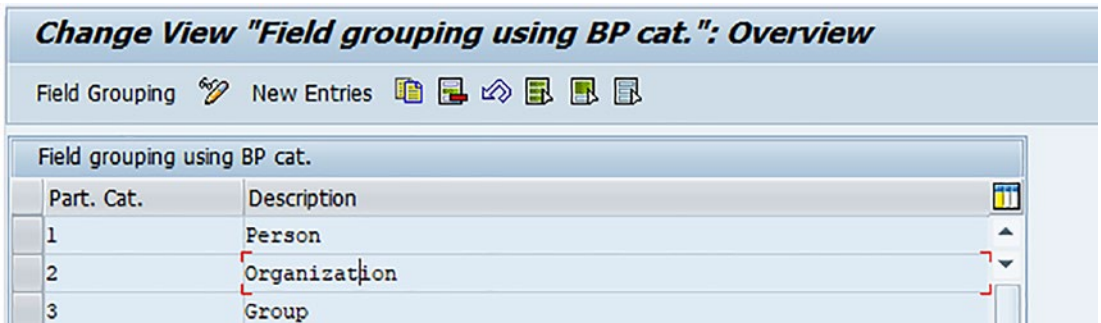 Change View "Field grouping using BP cat.": Overview
Field Grouping New Entries
Field grouping using BP cat.
Part. Cat. Description
1 Person
2 Organization
3 Group